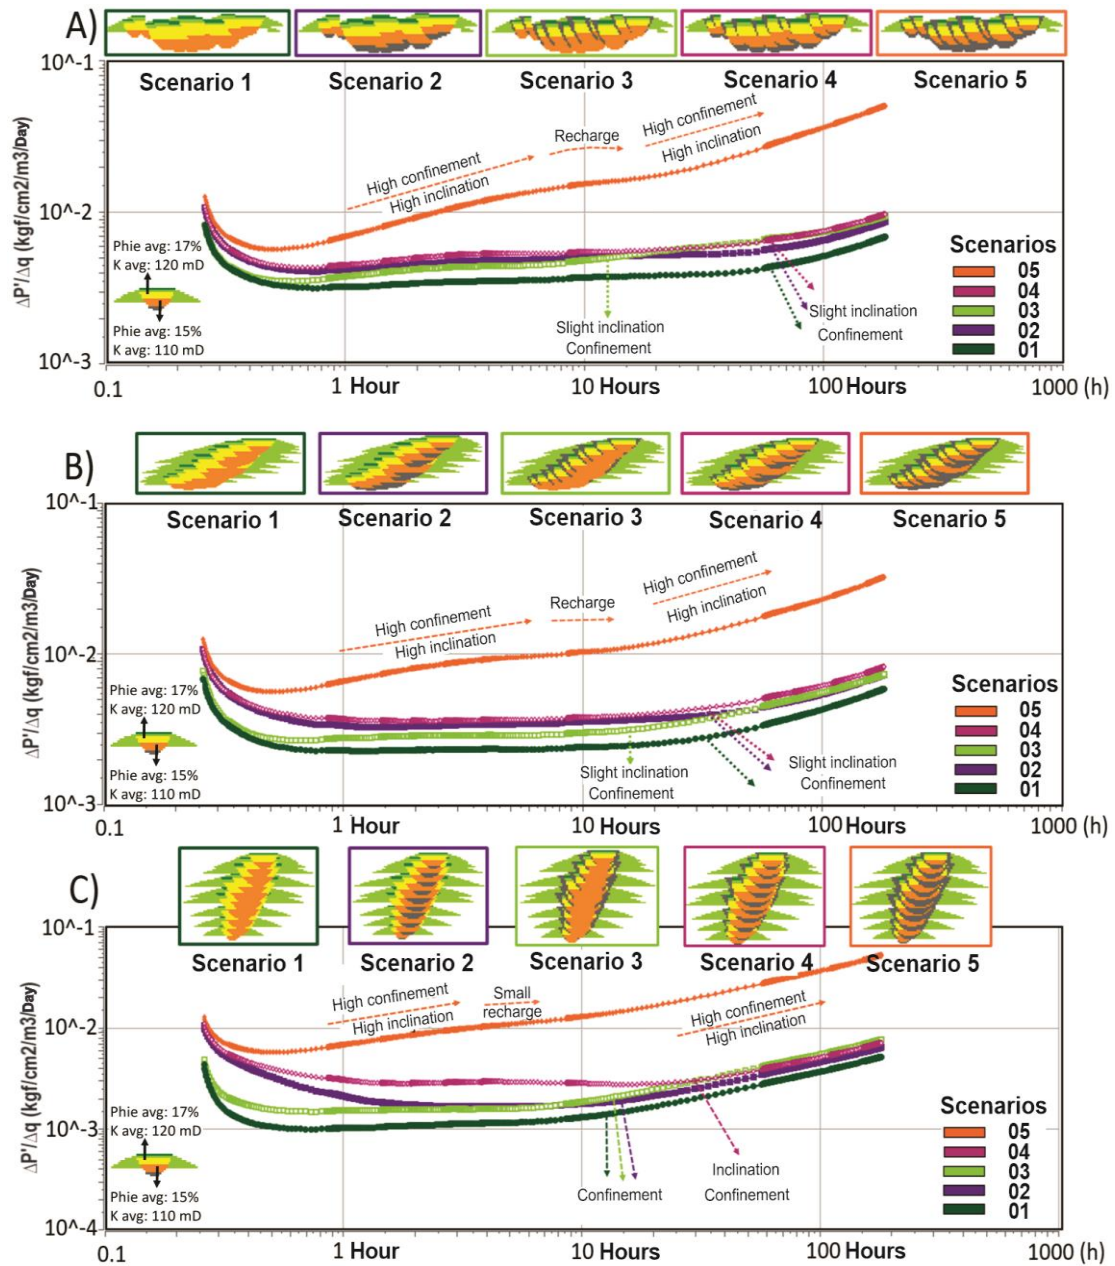 A)
Scenario 1 Scenario 2 Scenario 3 Scenario 4 Scenario 5
10^-1
10^-2
10^-3
ΔP'/Δq (kgf/cm2/m3/Day)
High confinement
High inclination
Recharge
High confinement
High inclination
Phie avg: 17%
K avg: 120 mD
Phie avg: 15%
K avg: 110 mD
Slight inclination
Confinement
Slight inclination
Confinement
Scenarios
05
04
03
02
01
0.1 1 Hour 10 Hours 100 Hours 1000 (h)
B)
10^-1
Scenario 1 Scenario 2 Scenario 3 Scenario 4 Scenario 5
10^-2
10^-3
ΔP'/Δq (kgf/cm2/m3/Day)
High confinement
High inclination
Recharge
High confinement
High inclination
Phie avg: 17%
K avg: 120 mD
Phie avg: 15%
K avg: 110 mD
Slight inclination
Confinement
Slight inclination
Confinement
Scenarios
05
04
03
02
01
0.1 1 Hour 10 Hours 100 Hours 1000 (h)
C)
10^-1
Scenario 1 Scenario 2 Scenario 3 Scenario 4 Scenario 5
10^-2
10^-3
10^-4
ΔP'/Δq (kgf/cm2/m3/Day)
High confinement
High inclination
Small
recharge
High confinement
High inclination
Phie avg: 17%
K avg: 120 mD
Phie avg: 15%
K avg: 110 mD
Confinement
Inclination
Confinement
Scenarios
05
04
03
02
01
0.1 1 Hour 10 Hours 100 Hours 1000 (h)